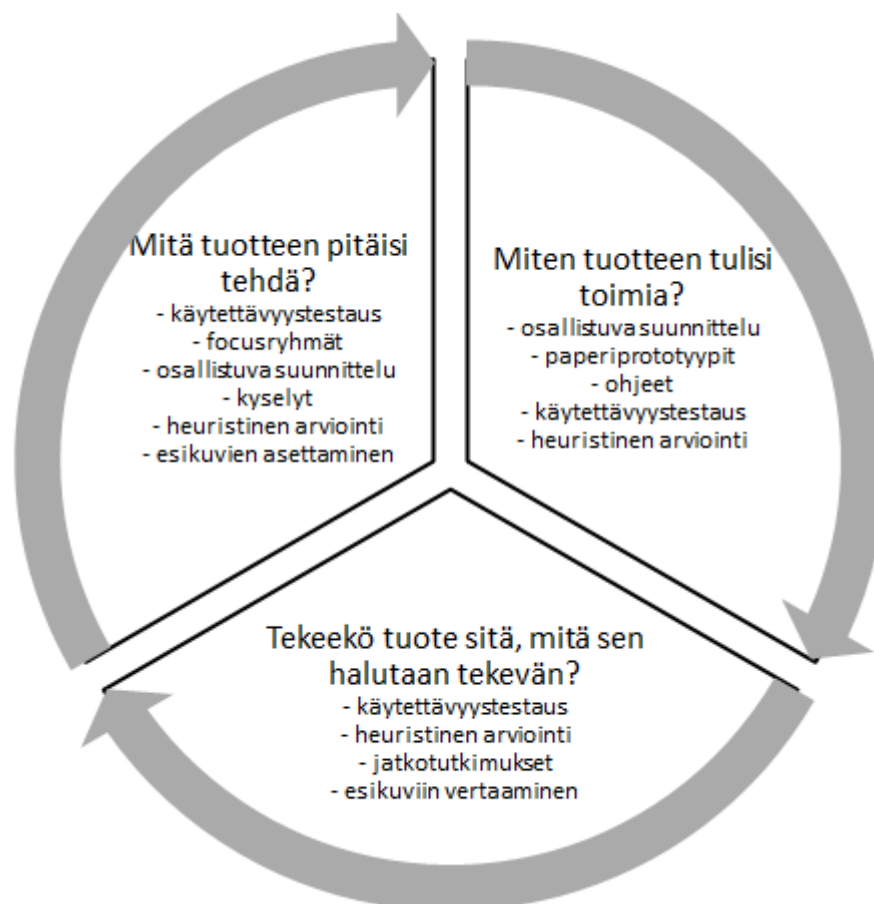 Mitä tuotteen pitäisi
tehdä?
- käytettävyystestaus
- focusryhmät
- osallistuva suunnittelu
- kyselyt
- heuristinen arviointi
- esikuvien asettaminen
Miten tuotteen tulisi
toimia?
- osallistuva suunnittelu
- paperiprototyypit
- ohjeet
- käytettävyystestaus
- heuristinen arviointi
Tekeekö tuote sitä, mitä sen
halutaan tekevän?
- käytettävyystestaus
- heuristinen arviointi
- jatkotutkimukset
- esikuviin vertaaminen